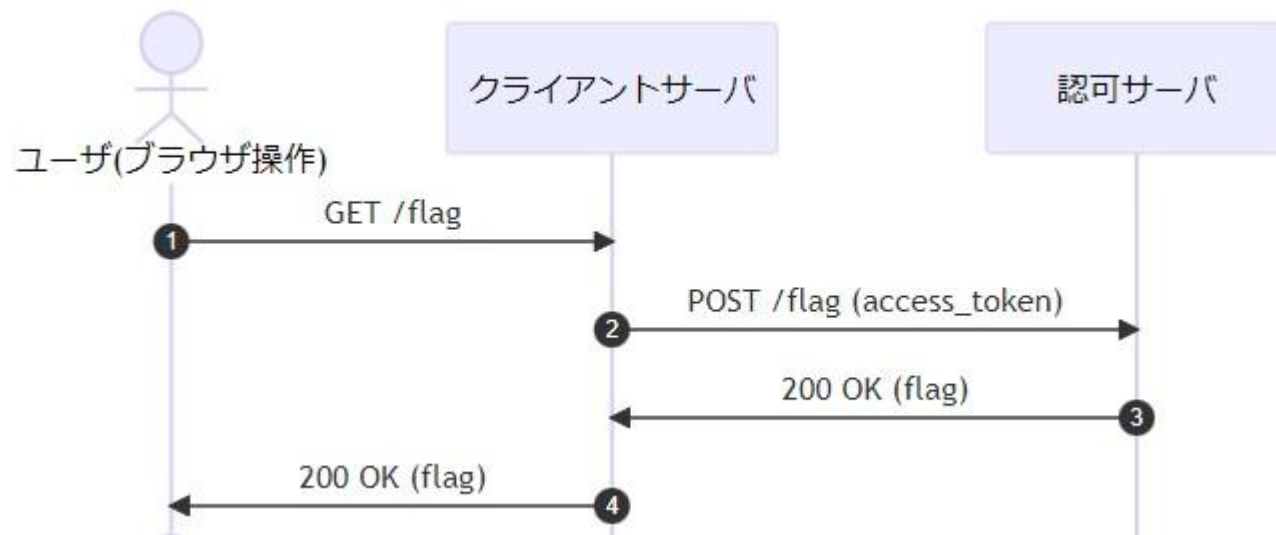 クライアントサーバ
認可サーバ
ユーザ(ブラウザ操作)
GET /flag
1
POST /flag (access_token)
2
200 OK (flag)
3
200 OK (flag)
4